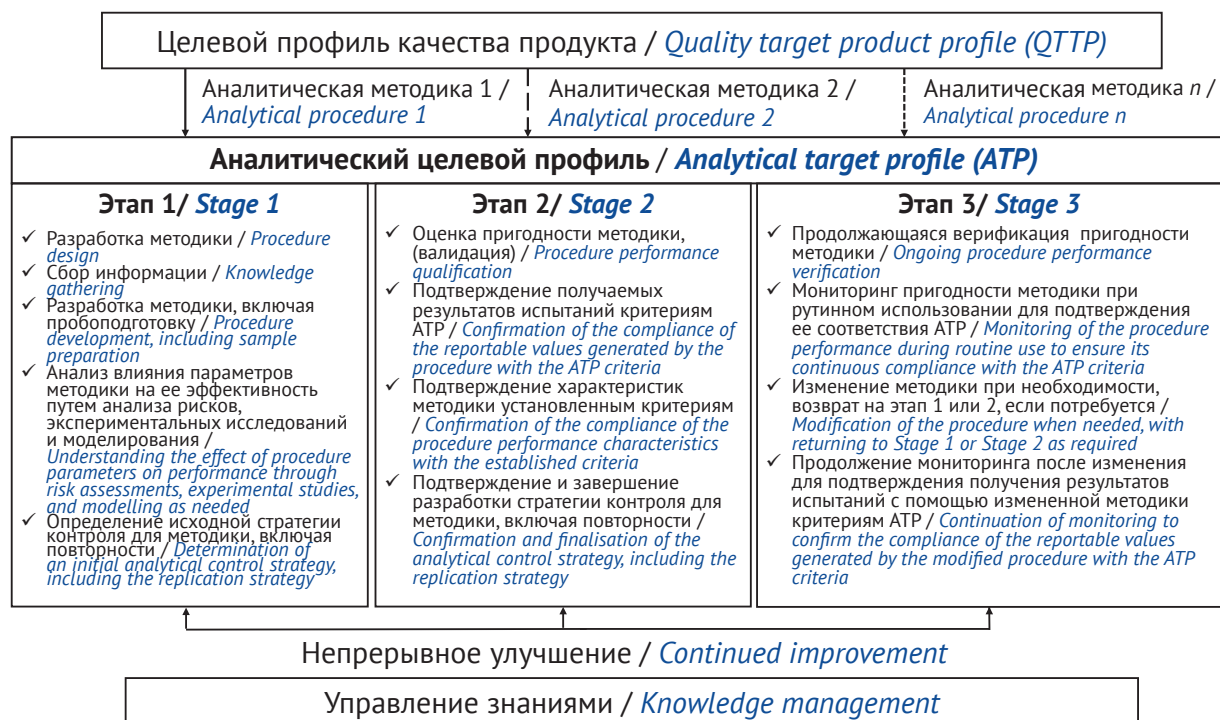 Целевой профиль качества продукта / Quality target product profile (QTTP)
Аналитическая методика 1 /
Analytical procedure 1
Аналитическая методика 2 /
Analytical procedure 2
Аналитическая методика n /
Analytical procedure n
Аналитический целевой профиль / Analytical target profile (ATP)
Этап 1/ Stage 1
✓ Разработка методики / Procedure
design
✓ Сбор информации / Knowledge
gathering
✓ Разработка методики, включая
пробоподготовку / Procedure
development, including sample
preparation
✓ Анализ влияния параметров
методики на ее эффективность
путем анализа рисков,
экспериментальных исследований
и моделирования /
Understanding the effect of procedure
parameters on performance through
risk assessments, experimental studies,
and modelling as needed
✓ Определение исходной стратегии
контроля для методики, включая
повторности / Determination of
an initial analytical control strategy,
including the replication strategy
Этап 2/ Stage 2
✓ Оценка пригодности методики,
(валидация) / Procedure performance
qualification
✓ Подтверждение получаемых
результатов испытаний критериям
ATP / Confirmation of the compliance of
the reportable values generated by the
procedure with the ATP criteria
✓ Подтверждение характеристик
методики установленным критериям
/ Confirmation of the compliance of the
procedure performance characteristics
with the established criteria
✓ Подтверждение и завершение
разработки стратегии контроля для
методики, включая повторности /
Confirmation and finalisation of the
analytical control strategy, including the
replication strategy
Этап 3/ Stage 3
✓ Продолжающаяся верификация пригодности
методики / Ongoing procedure performance
verification
✓ Мониторинг пригодности методики при
рутинном использовании для подтверждения
ее соответствия ATP / Monitoring of the procedure
performance during routine use to ensure its
continuous compliance with the ATP criteria
✓ Изменение методики при необходимости,
возврат на этап 1 или 2, если потребуется /
Modification of the procedure when needed, with
returning to Stage 1 or Stage 2 as required
✓ Продолжение мониторинга после изменения
для подтверждения получения результатов
испытаний с помощью измененной методики
критериям ATP / Continuation of monitoring to
confirm the compliance of the reportable values
generated by the modified procedure with the ATP
criteria
Непрерывное улучшение / Continued improvement
Управление знаниями / Knowledge management